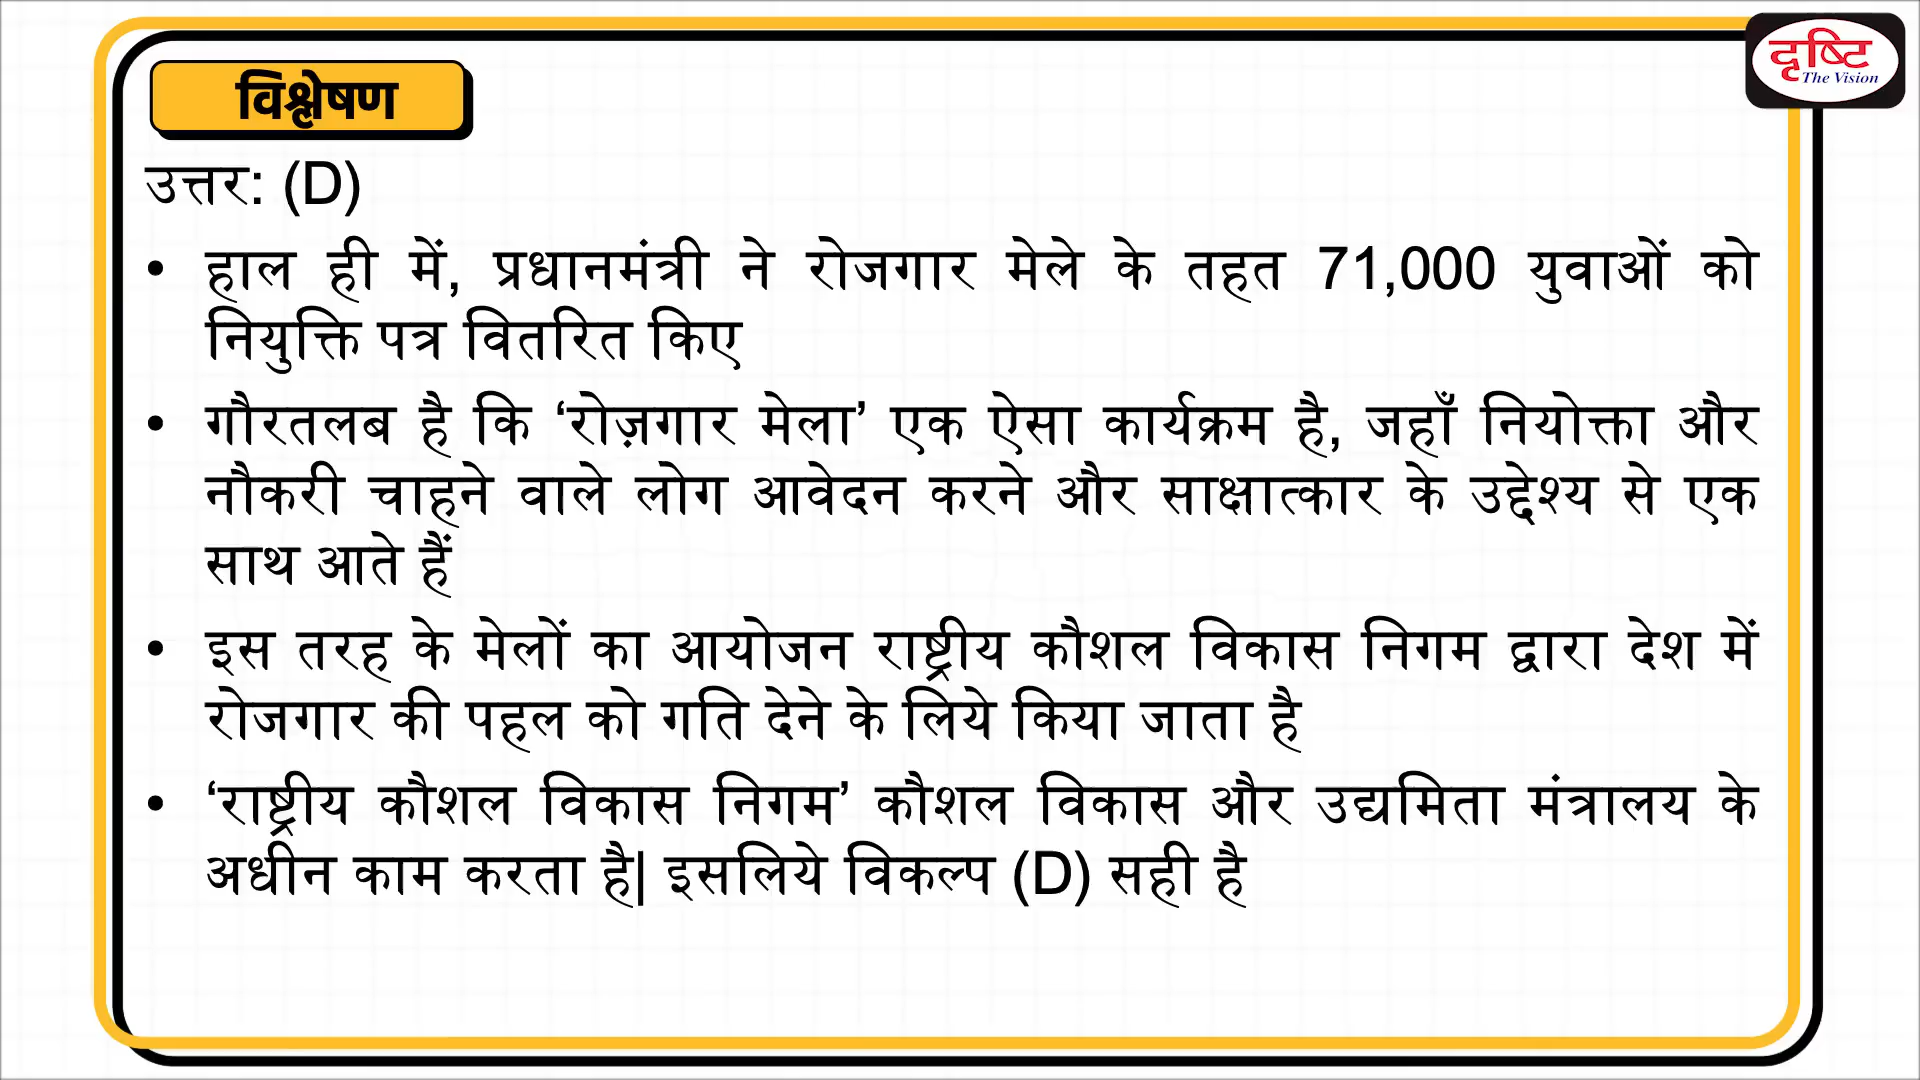 दृष्टि
The Vision
विश्लेषण
उत्तर: (D)
• हाल ही में, प्रधानमंत्री ने रोजगार मेले के तहत 71,000 युवाओं को
नियुक्ति पत्र वितरित किए
• गौरतलब है कि ‘रोज़गार मेला’ एक ऐसा कार्यक्रम है, जहाँ नियोक्ता और
नौकरी चाहने वाले लोग आवेदन करने और साक्षात्कार के उद्देश्य से एक
साथ आते हैं
• इस तरह के मेलों का आयोजन राष्ट्रीय कौशल विकास निगम द्वारा देश में
रोजगार की पहल को गति देने के लिये किया जाता है
• ‘राष्ट्रीय कौशल विकास निगम’ कौशल विकास और उद्यमिता मंत्रालय के
अधीन काम करता है| इसलिये विकल्प (D) सही है